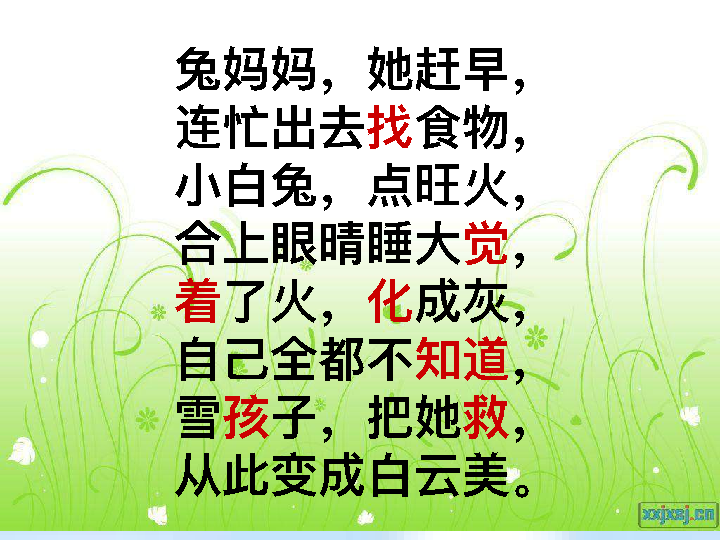 兔妈妈，她赶早，
连忙出去找食物，
小白兔，点旺火，
合上眼晴睡大觉，
着了火，化成灰，
自己全都不知道，
雪孩子，把她救，
从此变成白云美。
xxjxsj.cn